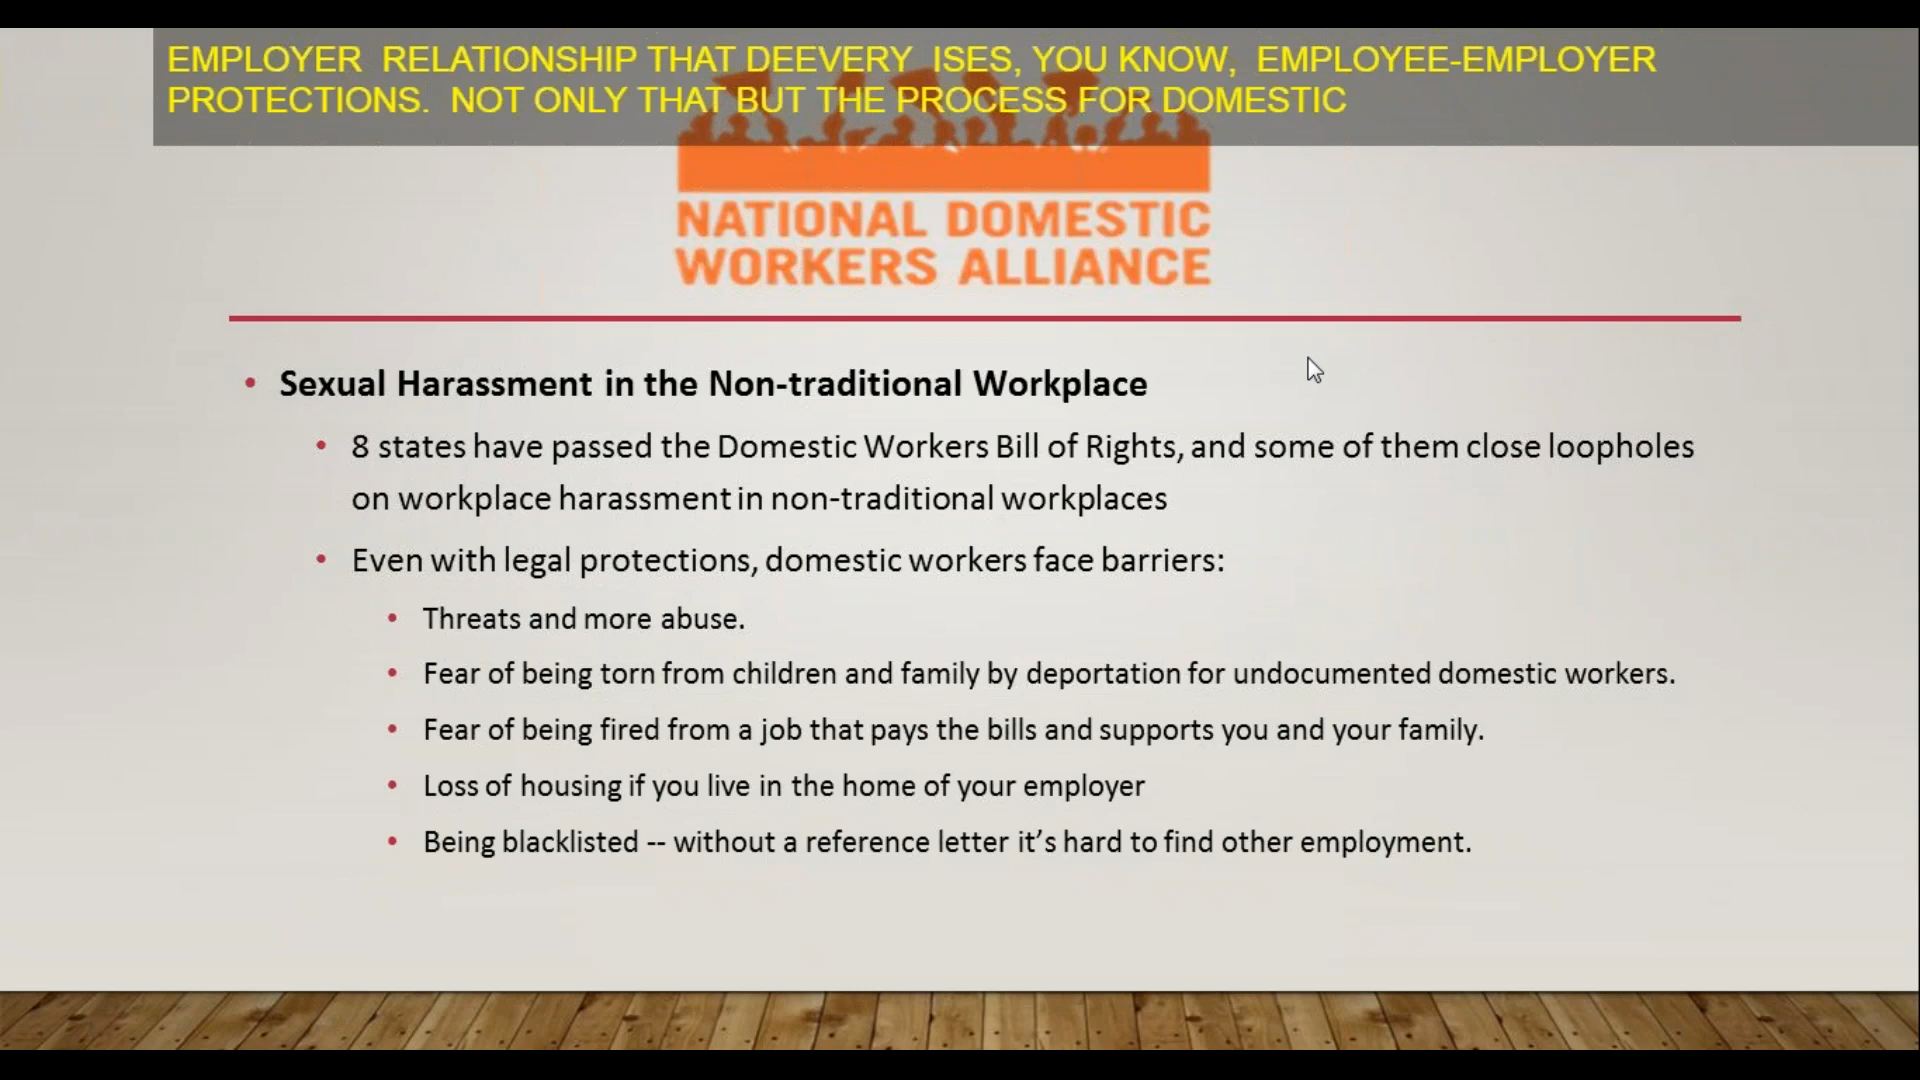 EMPLOYER RELATIONSHIP THAT DEEVERY ISES, YOU KNOW, EMPLOYEE-EMPLOYER
PROTECTIONS. NOT ONLY THAT BUT THE PROCESS FOR DOMESTIC
NATIONAL DOMESTIC
WORKERS ALLIANCE
• Sexual Harassment in the Non-traditional Workplace
• 8 states have passed the Domestic Workers Bill of Rights, and some of them close loopholes
on workplace harassment in non-traditional workplaces
• Even with legal protections, domestic workers face barriers:
• Threats and more abuse.
• Fear of being torn from children and family by deportation for undocumented domestic workers.
• Fear of being fired from a job that pays the bills and supports you and your family.
• Loss of housing if you live in the home of your employer
• Being blacklisted -- without a reference letter it’s hard to find other employment.